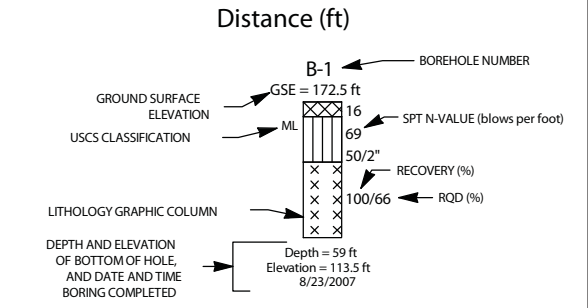 Distance (ft)
B-1
BOREHOLE NUMBER
GSE = 172.5 ft
GROUND SURFACE
ELEVATION
16
SPT N-VALUE (blows per foot)
USCS CLASSIFICATION
ML
69
50/2"
RECOVERY (%)
100/66
RQD (%)
LITHOLOGY GRAPHIC COLUMN
DEPTH AND ELEVATION
OF BOTTOM OF HOLE,
AND DATE AND TIME
BORING COMPLETED
Depth = 59 ft
Elevation = 113.5 ft
8/23/2007